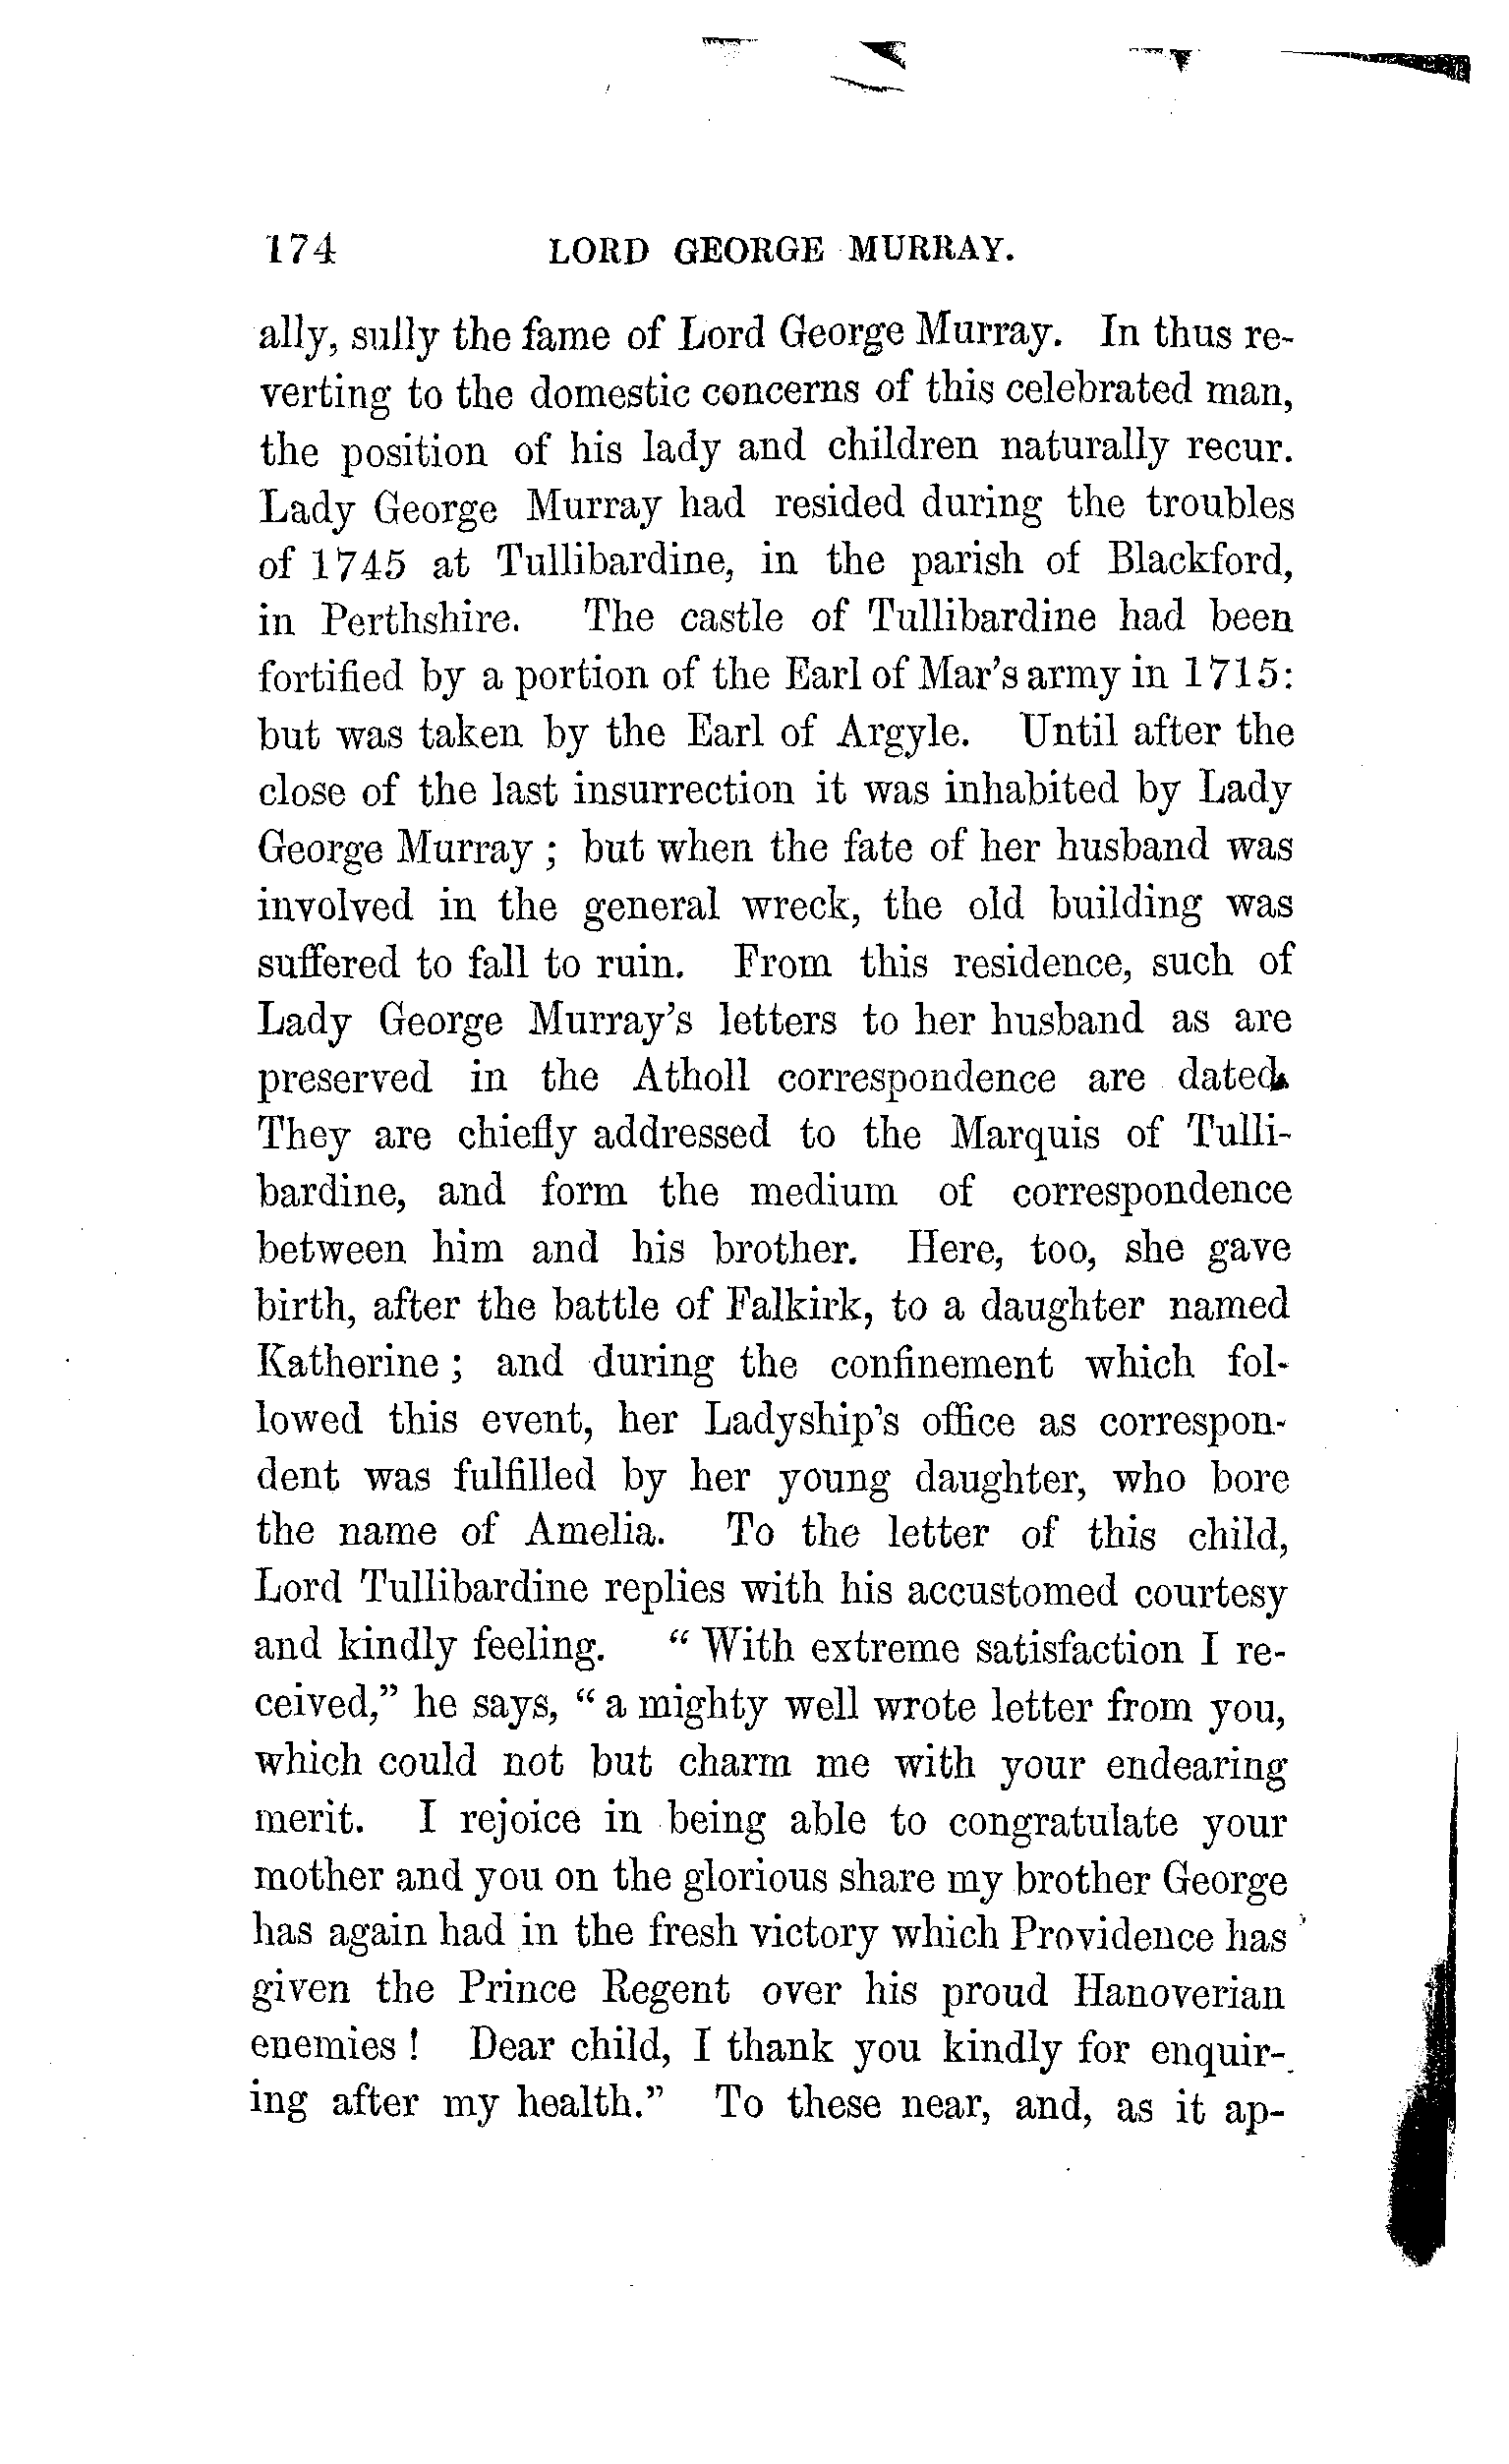 174 LORD GEORGE MURRAY.
ally, sully the fame of Lord George Murray. In thus re-
verting to the domestic concerns of this celebrated man,
the position of his lady and children naturally recur.
Lady George Murray had resided during the troubles
of 1745 at Tullibardine, in the parish of Blackford,
in Perthshire. The castle of Tullibardine had been
fortified by a portion of the Earl of Mar's army in 1715:
but was taken by the Earl of Argyle. Until after the
close of the last insurrection it was inhabited by Lady
George Murray ; but when the fate of her husband was
involved in the general wreck, the old building was
suffered to fall to ruin. From this residence, such of
Lady George Murray's letters to her husband as are
preserved in the Atholl correspondence are dated.
They are chiefly addressed to the Marquis of Tulli-
bardine, and form the medium of correspondence
between him and his brother. Here, too, she gave
birth, after the battle of Falkirk, to a daughter named
Katherine ; and during the confinement which fol-
lowed this event, her Ladyship's office as correspon-
dent was fulfilled by her young daughter, who bore
the name of Amelia. To the letter of this child,
Lord Tullibardine replies with his accustomed courtesy
and kindly feeling. " With extreme satisfaction I re-
ceived," he says, " a mighty well wrote letter from you,
which could not but charm me with your endearing
merit. I rejoice in being able to congratulate your
mother and you on the glorious share my brother George
has again had in the fresh victory which Providence has
given the Prince Regent over his proud Hanoverian
enemies ! Dear child, I thank you kindly for enquir-
ing after my health." To these near, and, as it ap-